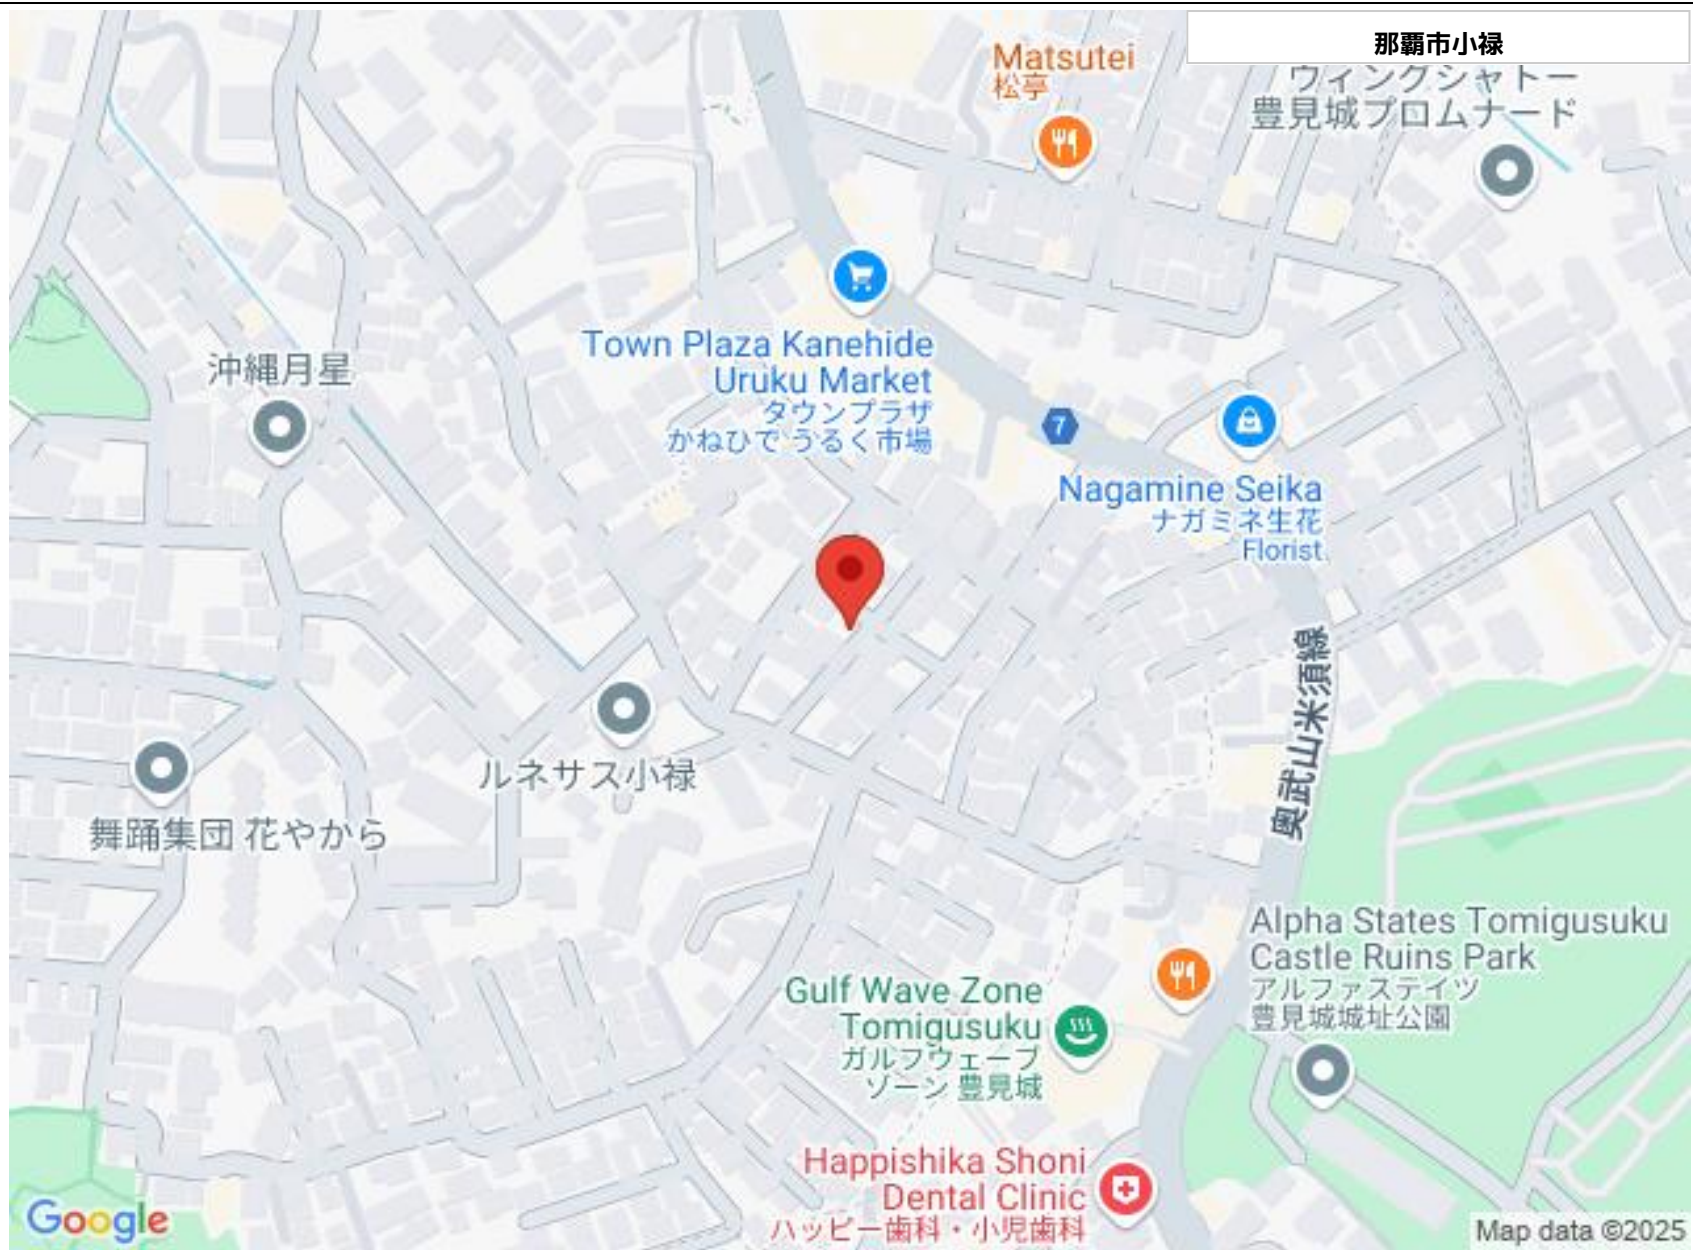 那覇市小禄
Matsutei
松亭
ウィングシャトー
豊見城プロムナード
Town Plaza Kanehide
Uruku Market
タウンプラザ
かねひで うるく市場
沖縄月星
7
Nagamine Seika
ナガミネ生花
Florist
奥武山米須線
ルネサス小禄
舞踊集団 花やから
Alpha States Tomigusuku
Castle Ruins Park
アルファステイツ
豊見城城址公園
Gulf Wave Zone
Tomigusuku
ガルフウェーブ
ゾーン 豊見城
Happishika Shoni
Dental Clinic
ハッピー歯科・小児歯科
Google
Map data ©2025